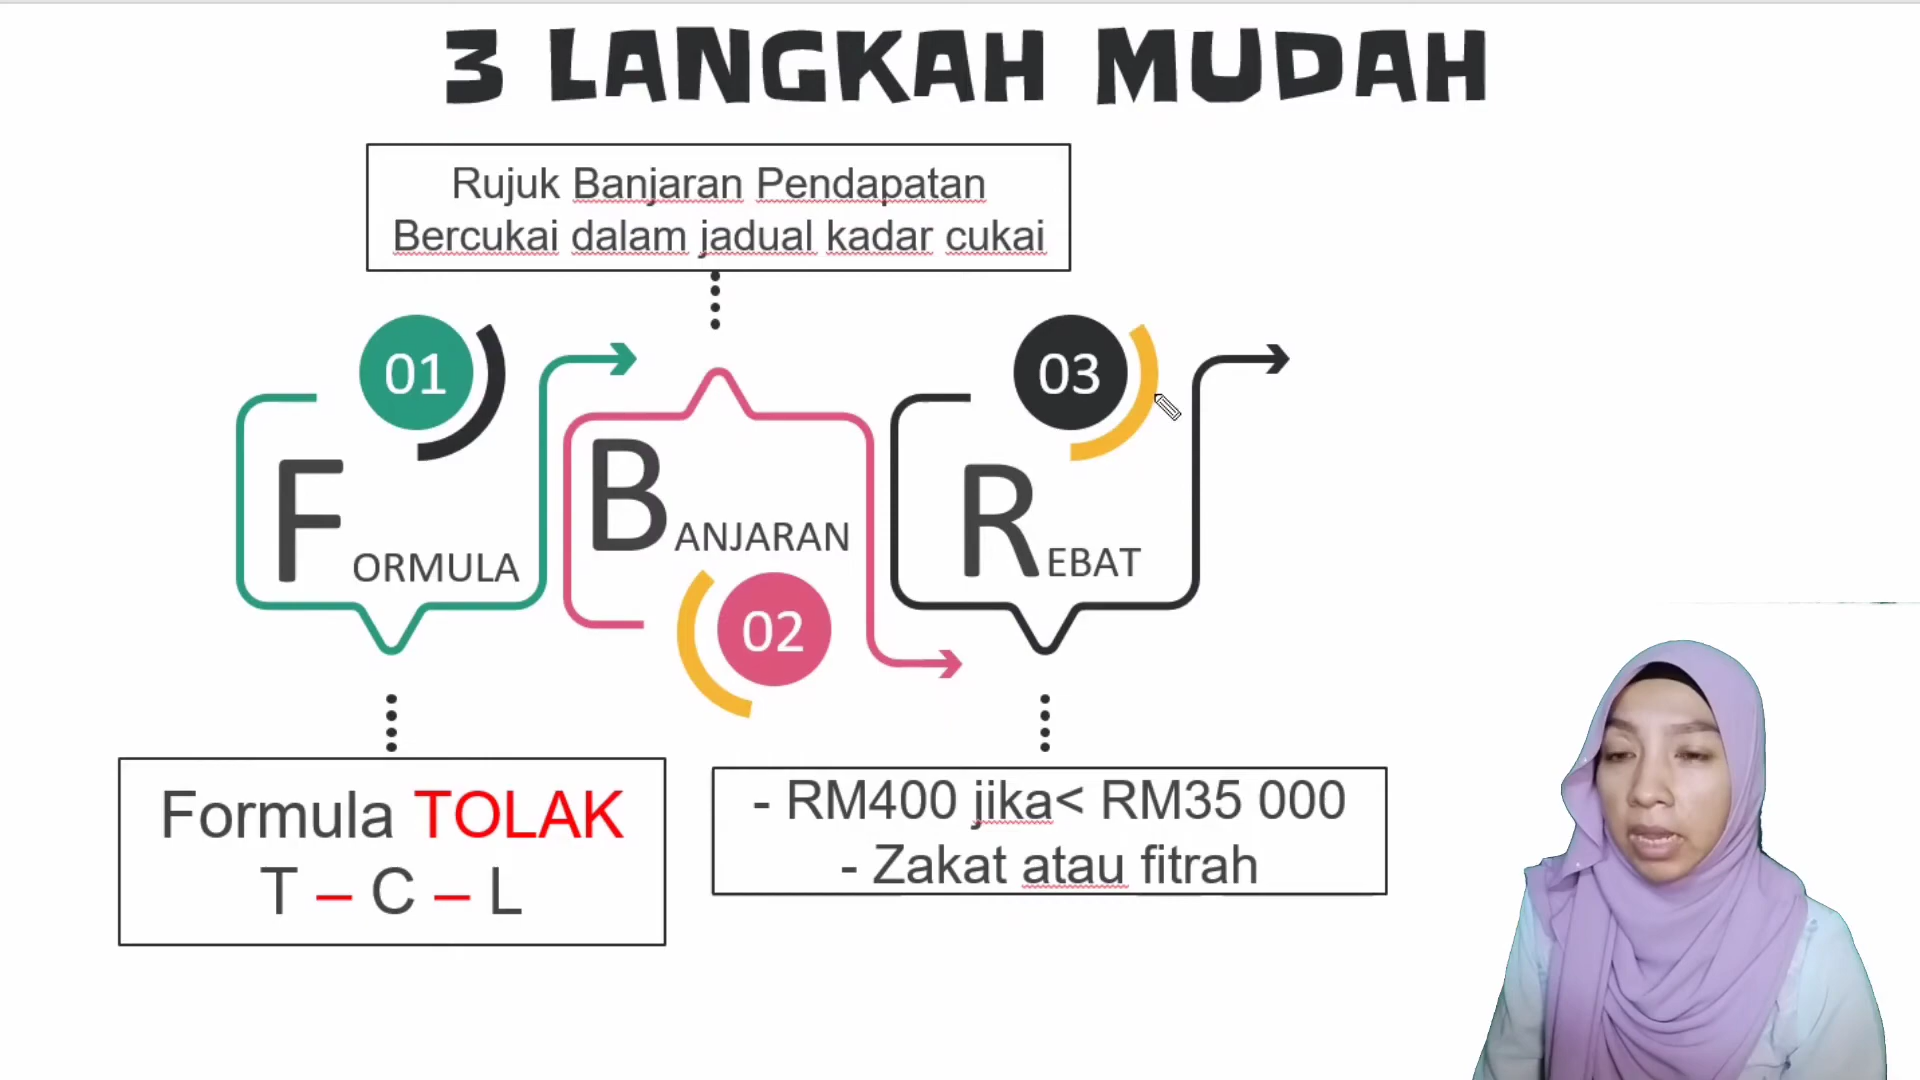 3 LANGKAH MUDAH
Rujuk Banjaran Pendapatan
Bercukai dalam jadual kadar cukai
01
FORMULA
Formula TOLAK
T – C – L
BANJARAN
02
03
REBAT
- RM400 jika< RM35 000
- Zakat atau fitrah